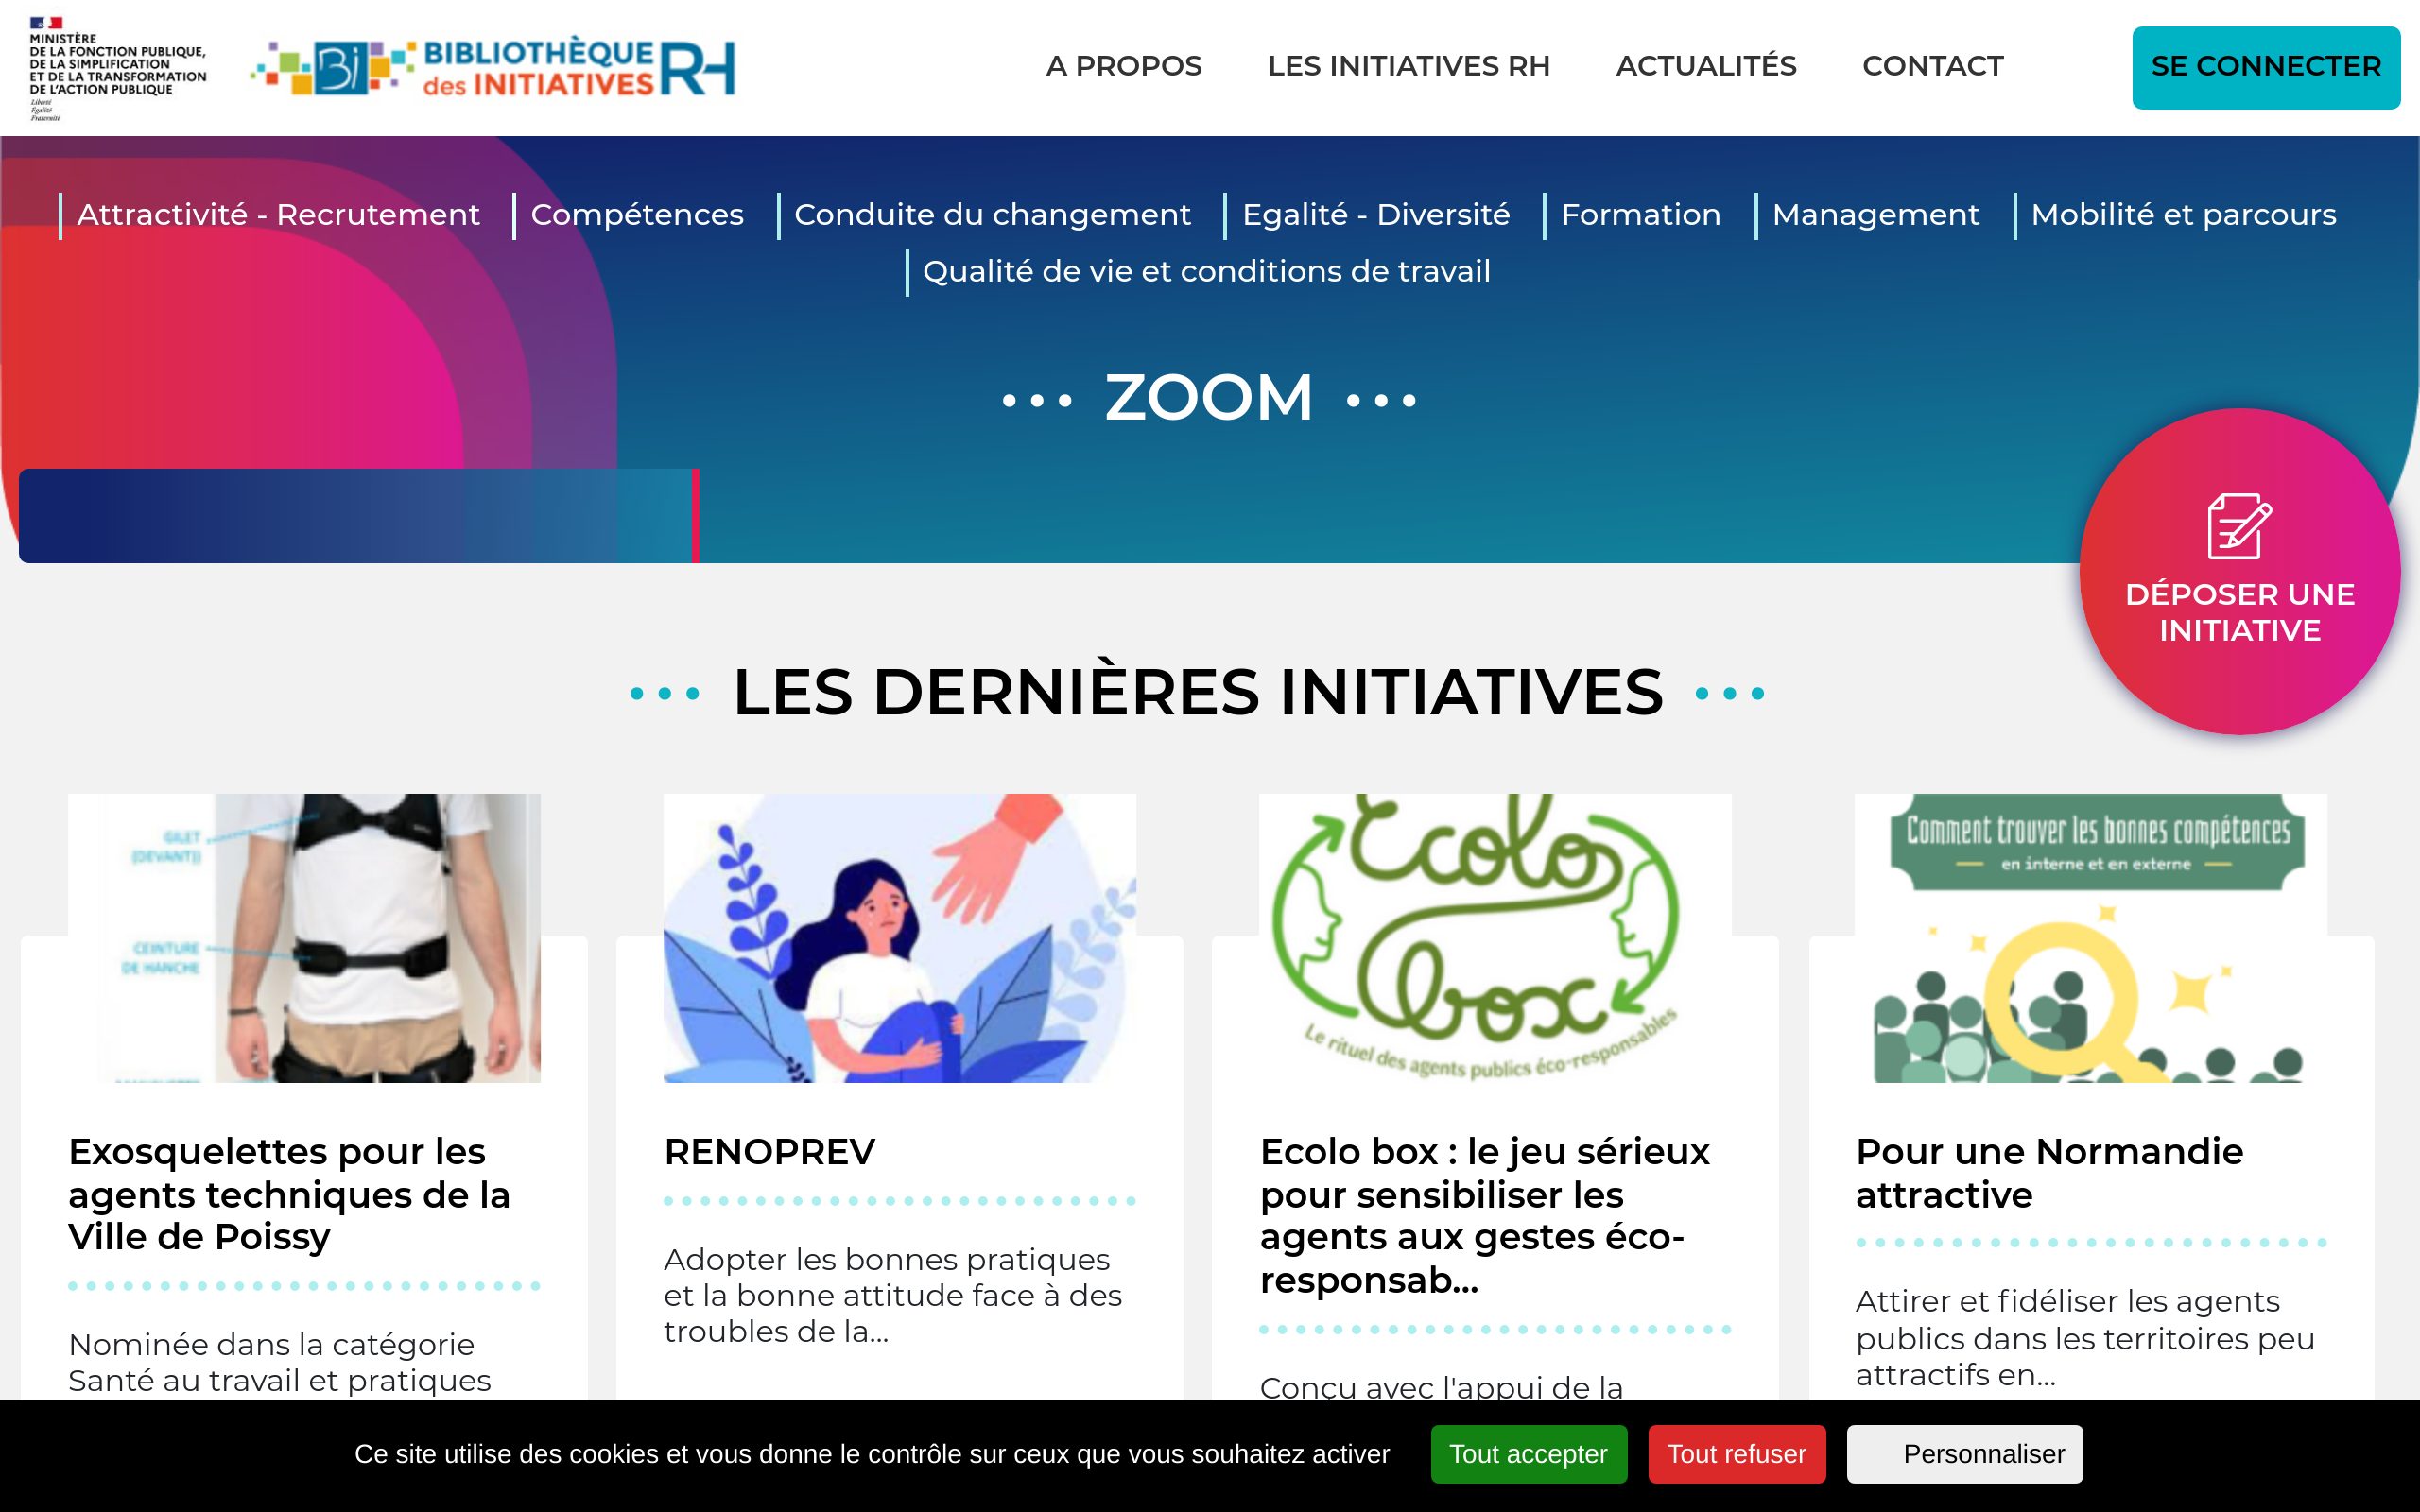 MINISTÈRE
DE LA FONCTION PUBLIQUE,
DE LA SIMPLIFICATION
ET DE LA TRANSFORMATION
DE L'ACTION PUBLIQUE
Liberté
Égalité
Fraternité
Bi BIBLIOTHÈQUE RH
des INITIATIVES
A PROPOS
LES INITIATIVES RH
ACTUALITÉS
CONTACT
SE CONNECTER
Attractivité - Recrutement
Compétences
Conduite du changement
Egalité - Diversité
Formation
Management
Mobilité et parcours
Qualité de vie et conditions de travail
ZOOM
DÉPOSER UNE
INITIATIVE
LES DERNIÈRES INITIATIVES
GILET
(DEVANT)
CEINTURE
DE HANCHE
Exosquelettes pour les
agents techniques de la
Ville de Poissy
Nominée dans la catégorie
Santé au travail et pratiques
RENOPREV
Adopter les bonnes pratiques
et la bonne attitude face à des
troubles de la...
Ecolo
box
Le rituel des agents publics éco-responsables
Ecolo box : le jeu sérieux
pour sensibiliser les
agents aux gestes éco-
responsab...
Conçu avec l'appui de la
Comment trouver les bonnes compétences
en interne et en externe
Pour une Normandie
attractive
Attirer et fidéliser les agents
publics dans les territoires peu
attractifs en...
Ce site utilise des cookies et vous donne le contrôle sur ceux que vous souhaitez activer
Tout accepter
Tout refuser
Personnaliser